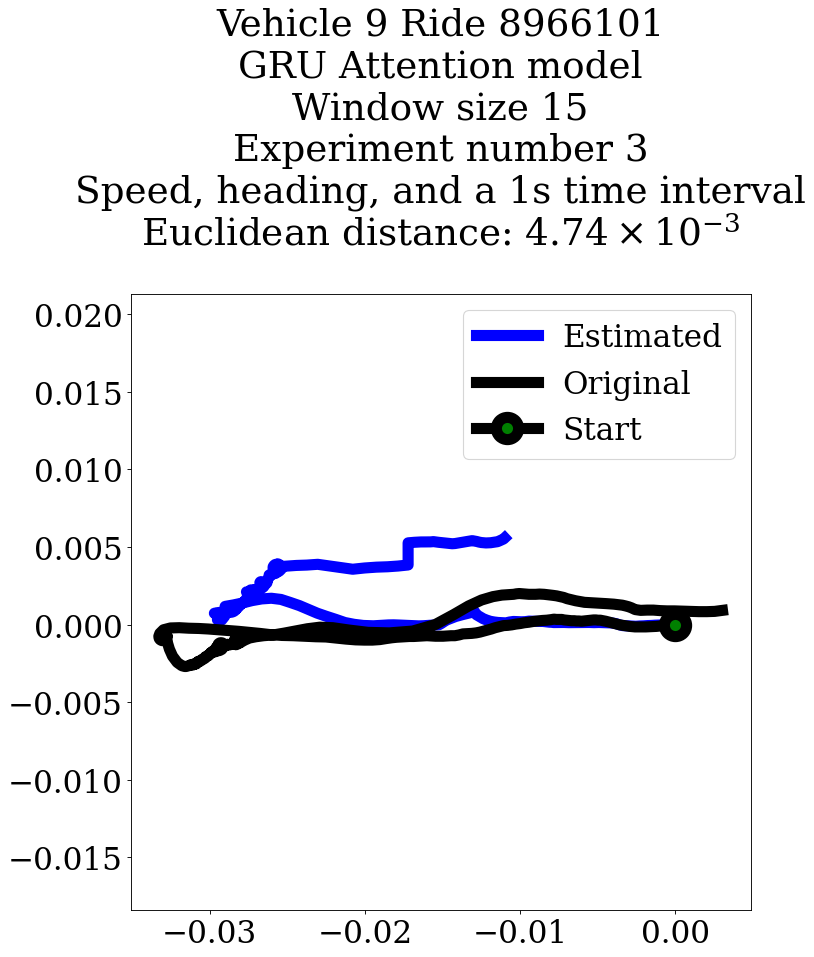 Vehicle 9 Ride 8966101
GRU Attention model
Window size 15
Experiment number 3
Speed, heading, and a 1s time interval
Euclidean distance: 4.74 × 10⁻³
Estimated
Original
Start
0.020
0.015
0.010
0.005
0.000
−0.005
−0.010
−0.015
−0.03 −0.02 −0.01 0.00